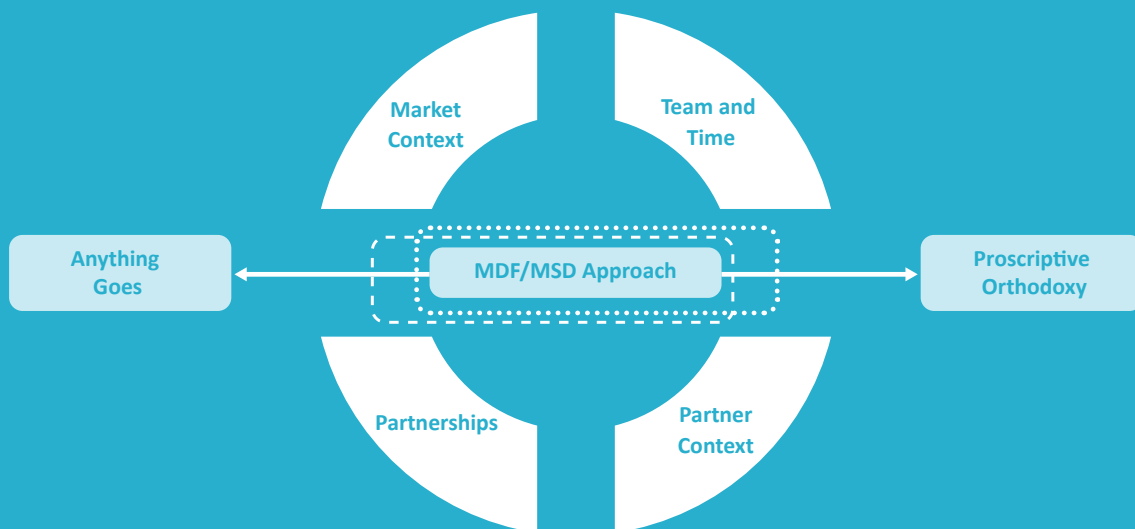 Market
Context
Team and
Time
Anything
Goes
MDF/MSD Approach
Proscriptive
Orthodoxy
Partnerships
Partner
Context